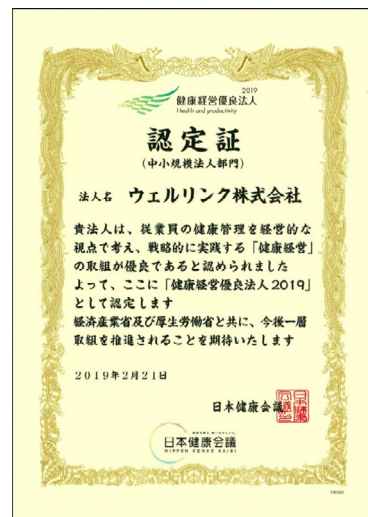 2019
健康経営優良法人
Health and productivity
認定証
(中小規模法人部門)
法人名 ウェルリンク株式会社
貴法人は、従業員の健康管理を経営的な
視点で考え、戦略的に実践する「健康経営」
の取組が優良であると認められました
よって、ここに「健康経営優良法人2019」
として認定します
経済産業省及び厚生労働省と共に、今後一層
取組を推進されることを期待いたします
2019年2月21日
日本健康会議
日本健康会議
NIPPON KENKO KAIGI